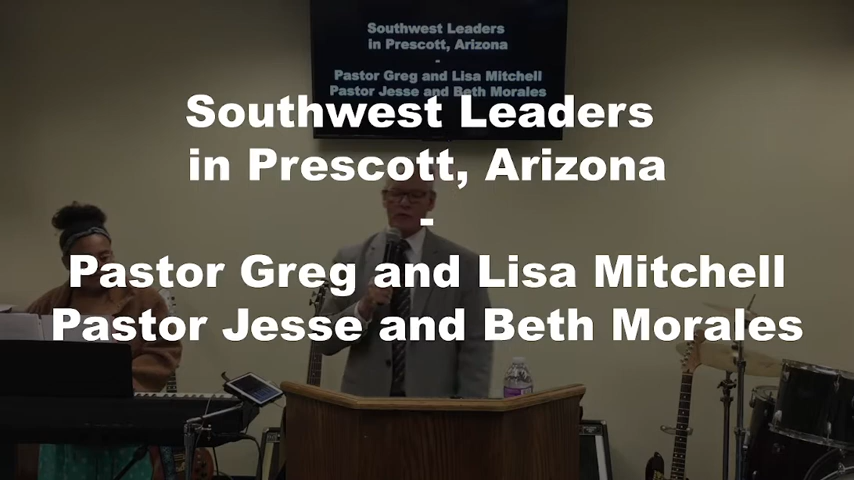 Southwest Leaders
in Prescott, Arizona
-
Pastor Greg and Lisa Mitchell
Pastor Jesse and Beth Morales
Southwest Leaders
in Prescott, Arizona
-
Pastor Greg and Lisa Mitchell
Pastor Jesse and Beth Morales